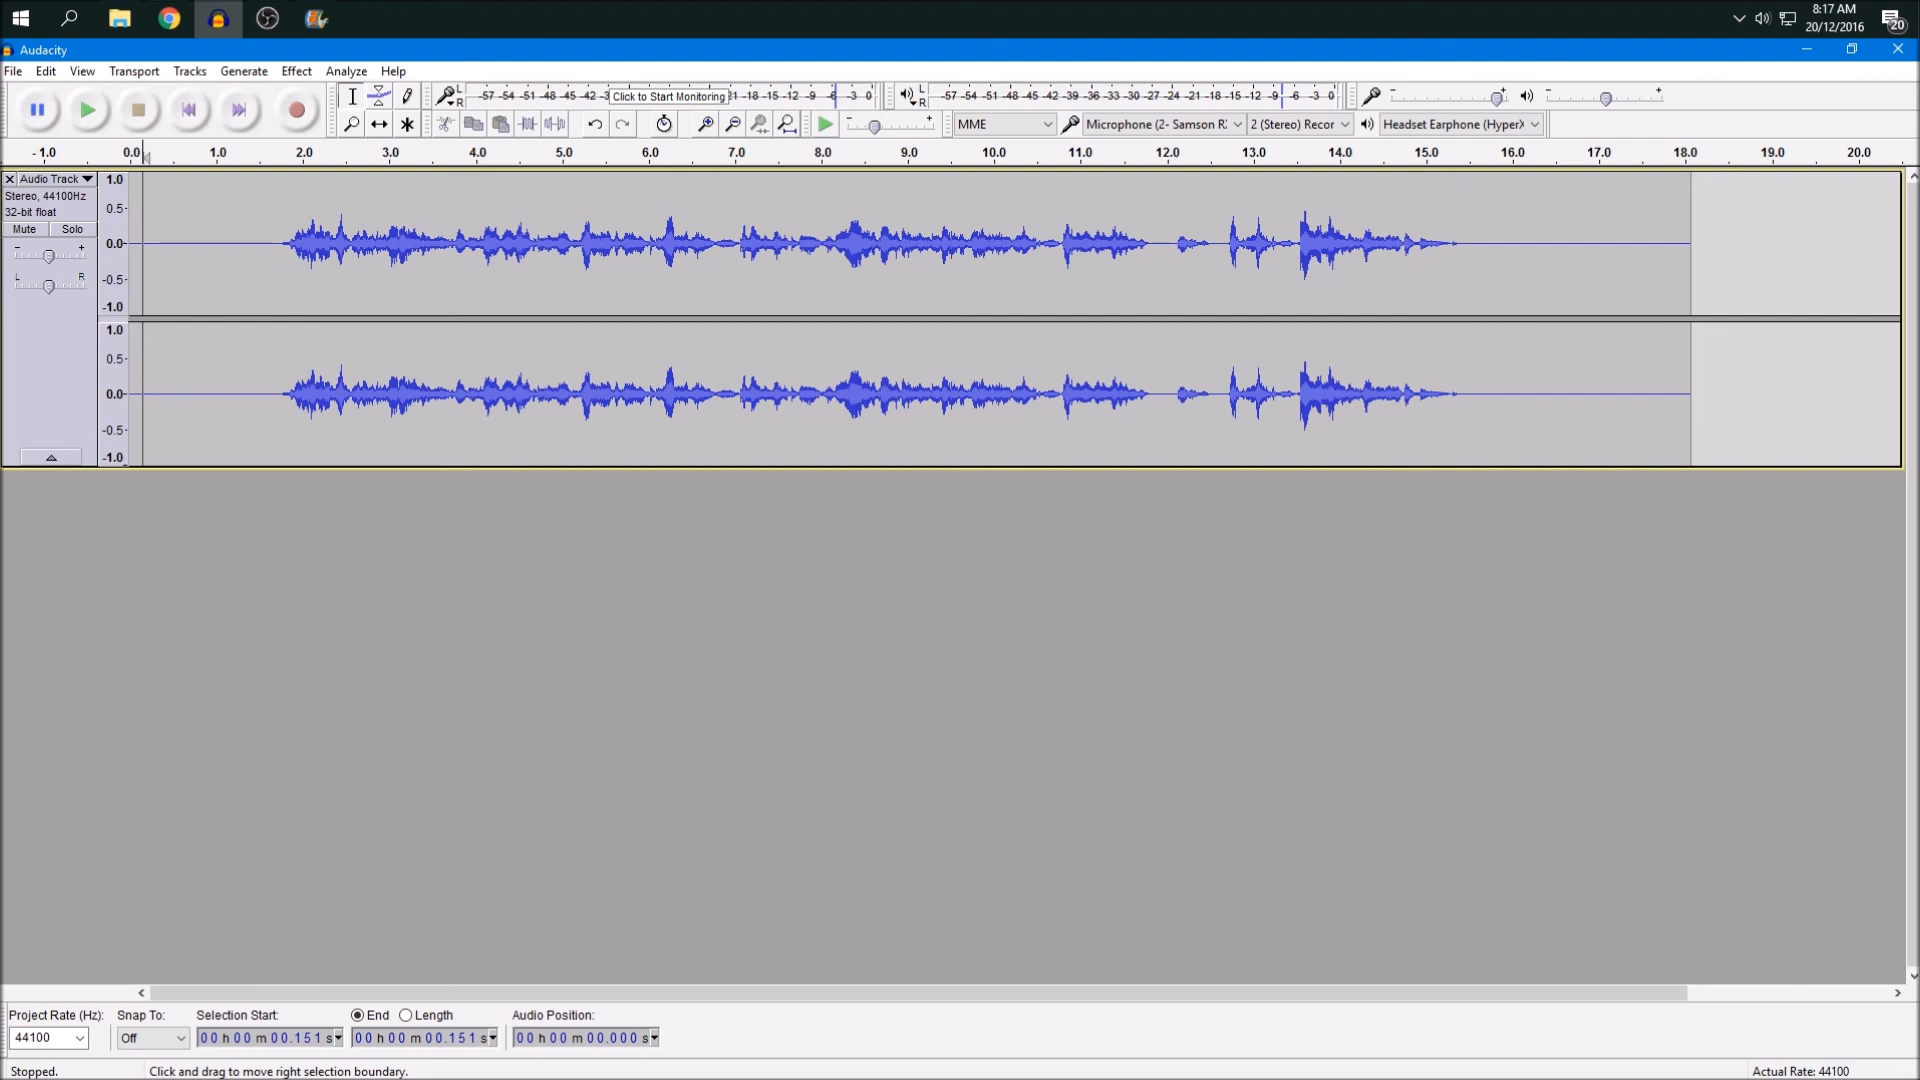 8:17 AM
20/12/2016
20
Audacity
File Edit View Transport Tracks Generate Effect Analyze Help
L R -57 -54 -51 -48 -45 -42 -3 Click to Start Monitoring 21 -18 -15 -12 -9 -6 -3 0 L R -57 -54 -51 -48 -45 -42 -39 -36 -33 -30 -27 -24 -21 -18 -15 -12 -9 -6 -3 0 - + - +
- + MME Microphone (2- Samson R 2 (Stereo) Recor Headset Earphone (Hyper
-1.0 0.0 1.0 2.0 3.0 4.0 5.0 6.0 7.0 8.0 9.0 10.0 11.0 12.0 13.0 14.0 15.0 16.0 17.0 18.0 19.0 20.0
Audio Track 1.0
Stereo, 44100Hz
32-bit float 0.5-
Mute Solo
- + 0.0-
L R -0.5-
-1.0
1.0
0.5-
0.0-
-0.5-
-1.0
Project Rate (Hz): Snap To: Selection Start: End Length Audio Position:
44100 Off 00 h 00 m 00.151 s 00 h 00 m 00.151 s 00 h 00 m 00.000 s
Stopped. Click and drag to move right selection boundary. Actual Rate: 44100